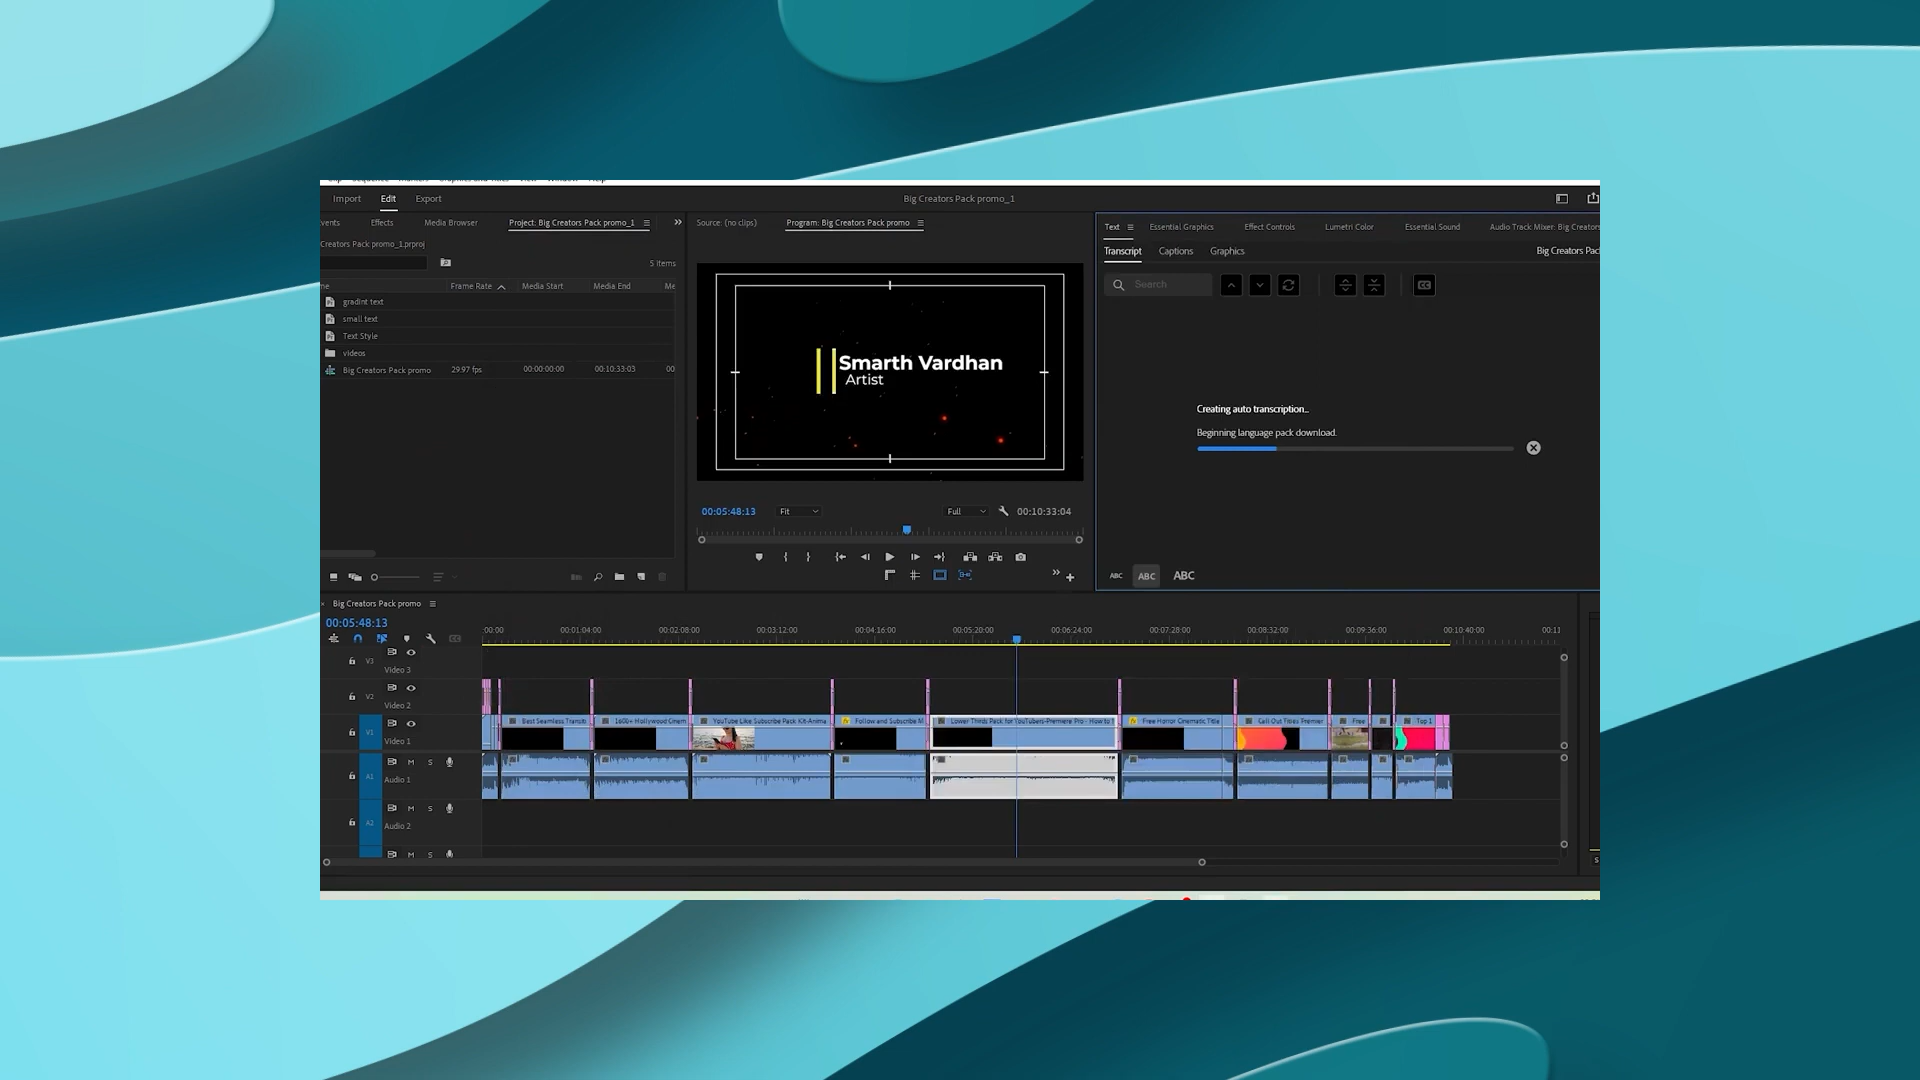 Import Edit Export
Big Creators Pack promo_1
vents Effects Media Browser Project: Big Creators Pack promo_1
Creators Pack promo_1.prproj
5 items
me Frame Rate Media Start Media End Me
gradint text
small text
Text Style
videos
Big Creators Pack promo 29.97 fps 00:00:00:00 00:10:33:03 00
Source: (no clips) Program: Big Creators Pack promo
Smarth Vardhan
Artist
00:05:48:13 Fit Full 00:10:33:04
Text Essential Graphics Effect Controls Lumetri Color Essential Sound Audio Track Mixer: Big Creators
Transcript Captions Graphics Big Creators Pac
Search
Creating auto transcription...
Beginning language pack download.
ABC ABC ABC
Big Creators Pack promo
00:05:48:13
:00:00 00:01:04:00 00:02:08:00 00:03:12:00 00:04:16:00 00:05:20:00 00:06:24:00 00:07:28:00 00:08:32:00 00:09:36:00 00:10:40:00 00:11
V3 Video 3
V2 Video 2
V1 Video 1
Best Seamless Transiti 1600+ Hollywood Cinem YouTube Like Subscribe Pack Kit-Anima Follow and Subscribe M Lower Thirds Pack for YouTubers-Premiere Pro - How to Free Horror Cinematic Title Call Out Titles Premier Free Top 1
M S
A1 Audio 1
M S
A2 Audio 2
M S
S